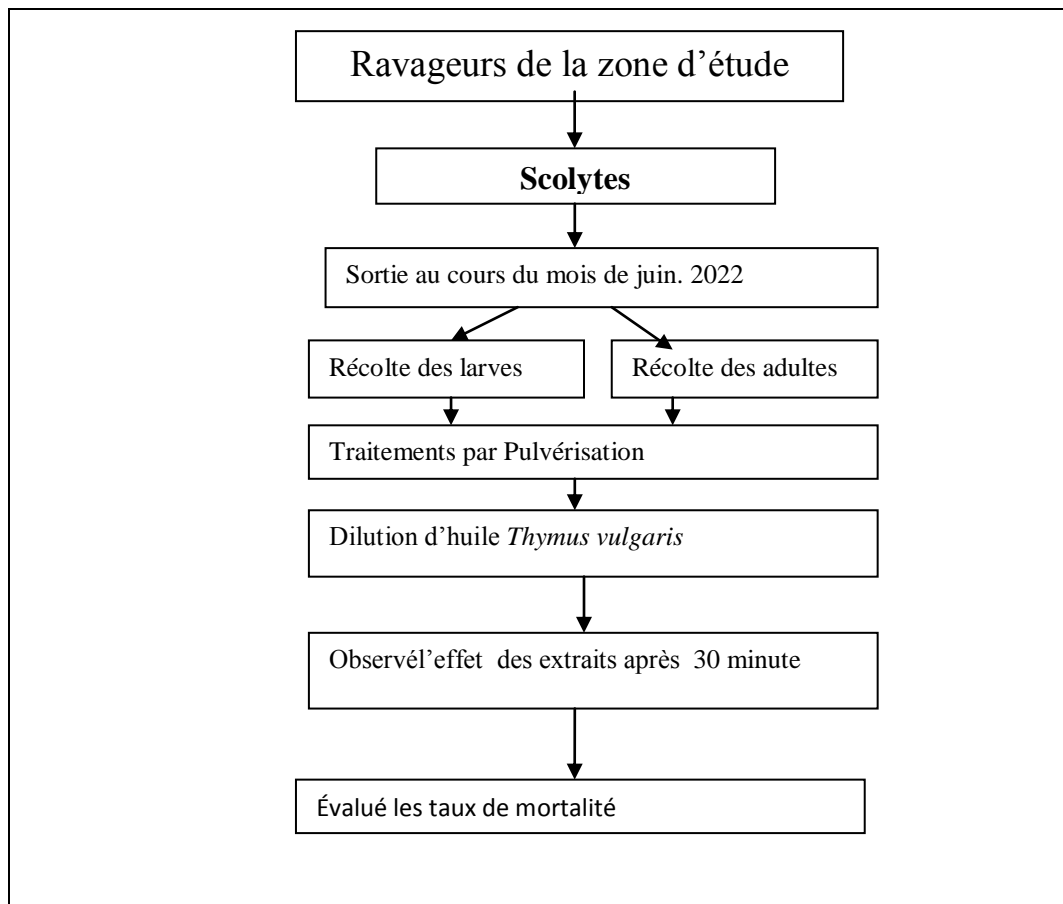 Ravageurs de la zone d’étude
Scolytes
Sortie au cours du mois de juin. 2022
Récolte des larves
Récolte des adultes
Traitements par Pulvérisation
Dilution d’huile Thymus vulgaris
Observél’effet des extraits après 30 minute
Évalué les taux de mortalité